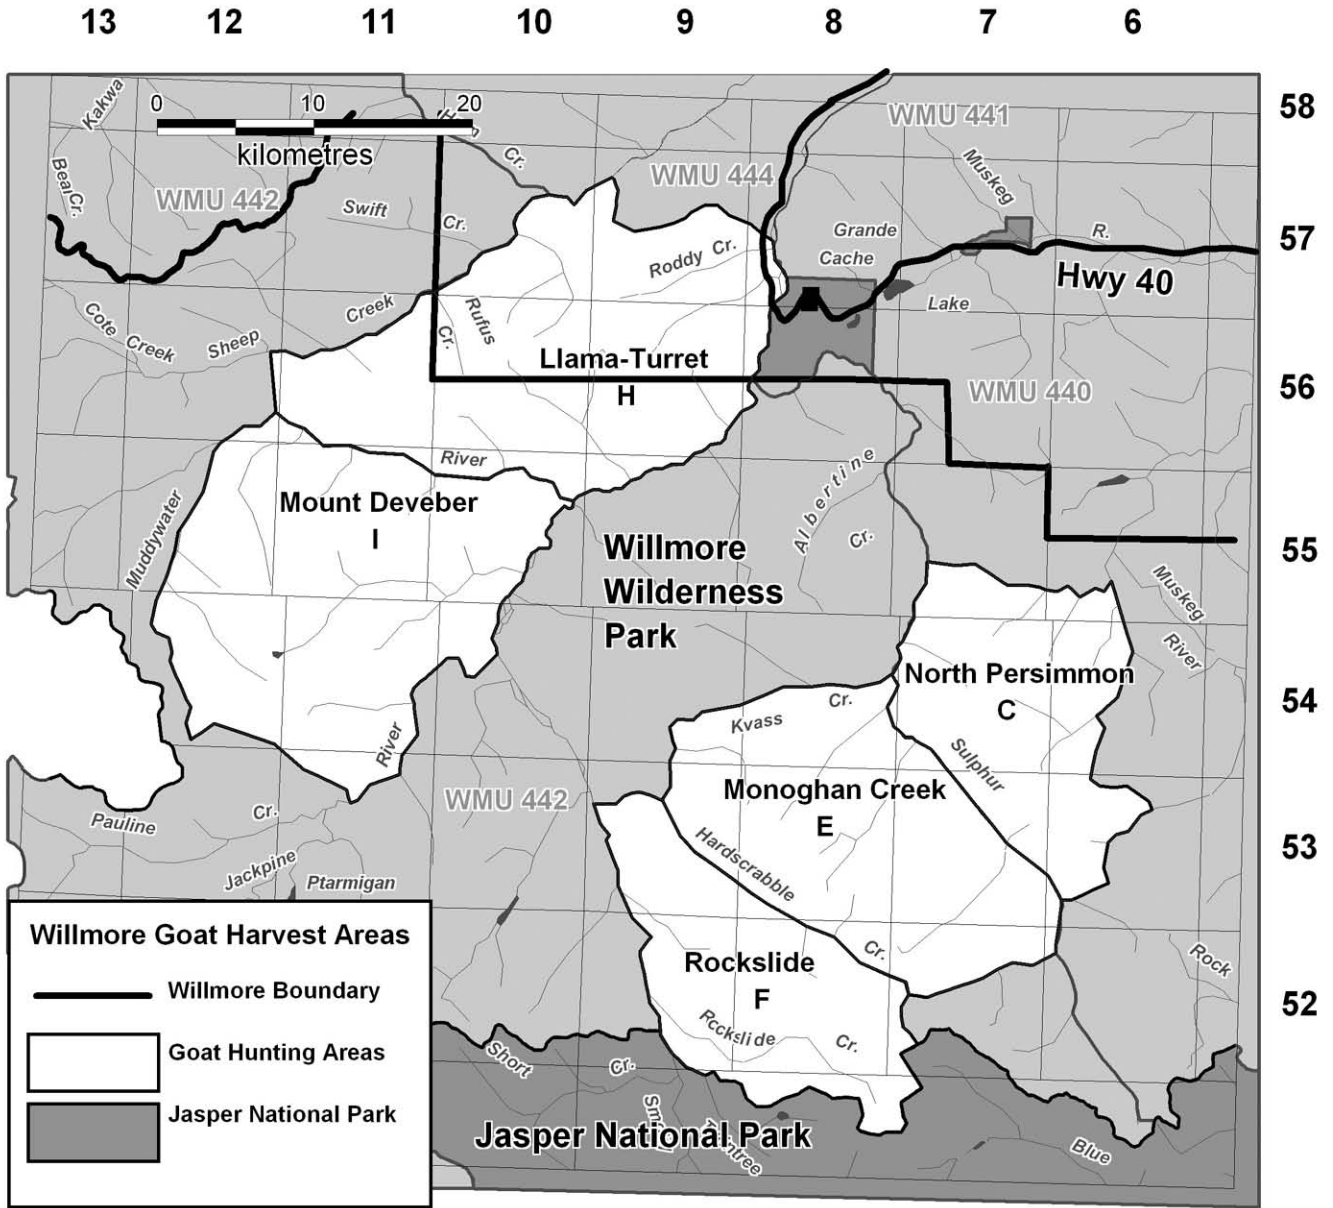 13 12 11 10 9 8 7 6
58
57
56
55
54
53
52
0 10 20
kilometres
Kakwa
Cr.
WMU 441
Bear Cr.
WMU 442
Swift
Cr.
WMU 444
Muskeg
R.
Grande
Cache
Lake
Roddy Cr.
Hwy 40
Cote Creek
Sheep
Creek
Rufus
Cr.
Llama-Turret
H
WMU 440
River
Mount Deveber
I
Muddywater
Albertine
Cr.
Willmore
Wilderness
Park
Muskeg
River
North Persimmon
C
Kvass
Cr.
Sulphur
River
Monoghan Creek
E
WMU 442
Pauline
Cr.
Hardscrabble
Cr.
Jackpine
Ptarmigan
Rockslide
F
Rockslide
Cr.
Rock
Short
Cr.
Jasper National Park
Blue
Willmore Goat Harvest Areas
Willmore Boundary
Goat Hunting Areas
Jasper National Park